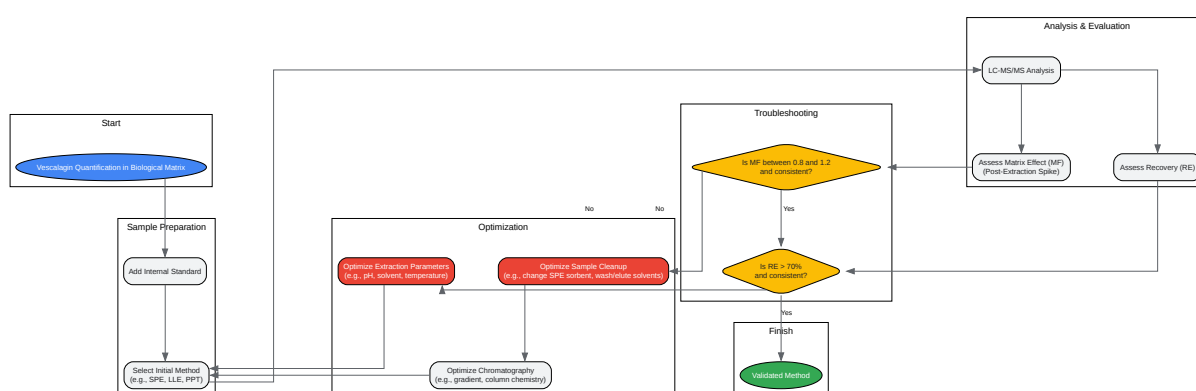 Analysis & Evaluation
LC-MS/MS Analysis
Assess Matrix Effect (MF)
(Post-Extraction Spike)
Assess Recovery (RE)
Troubleshooting
Is MF between 0.8 and 1.2
and consistent?
Yes
Is RE > 70%
and consistent?
Yes
Start
Vescalagin Quantification in Biological Matrix
Sample Preparation
Add Internal Standard
Select Initial Method
(e.g., SPE, LLE, PPT)
No
No
Optimization
Optimize Extraction Parameters
(e.g., pH, solvent, temperature)
Optimize Sample Cleanup
(e.g., change SPE sorbent, wash/elute solvents)
Optimize Chromatography
(e.g., gradient, column chemistry)
Finish
Validated Method